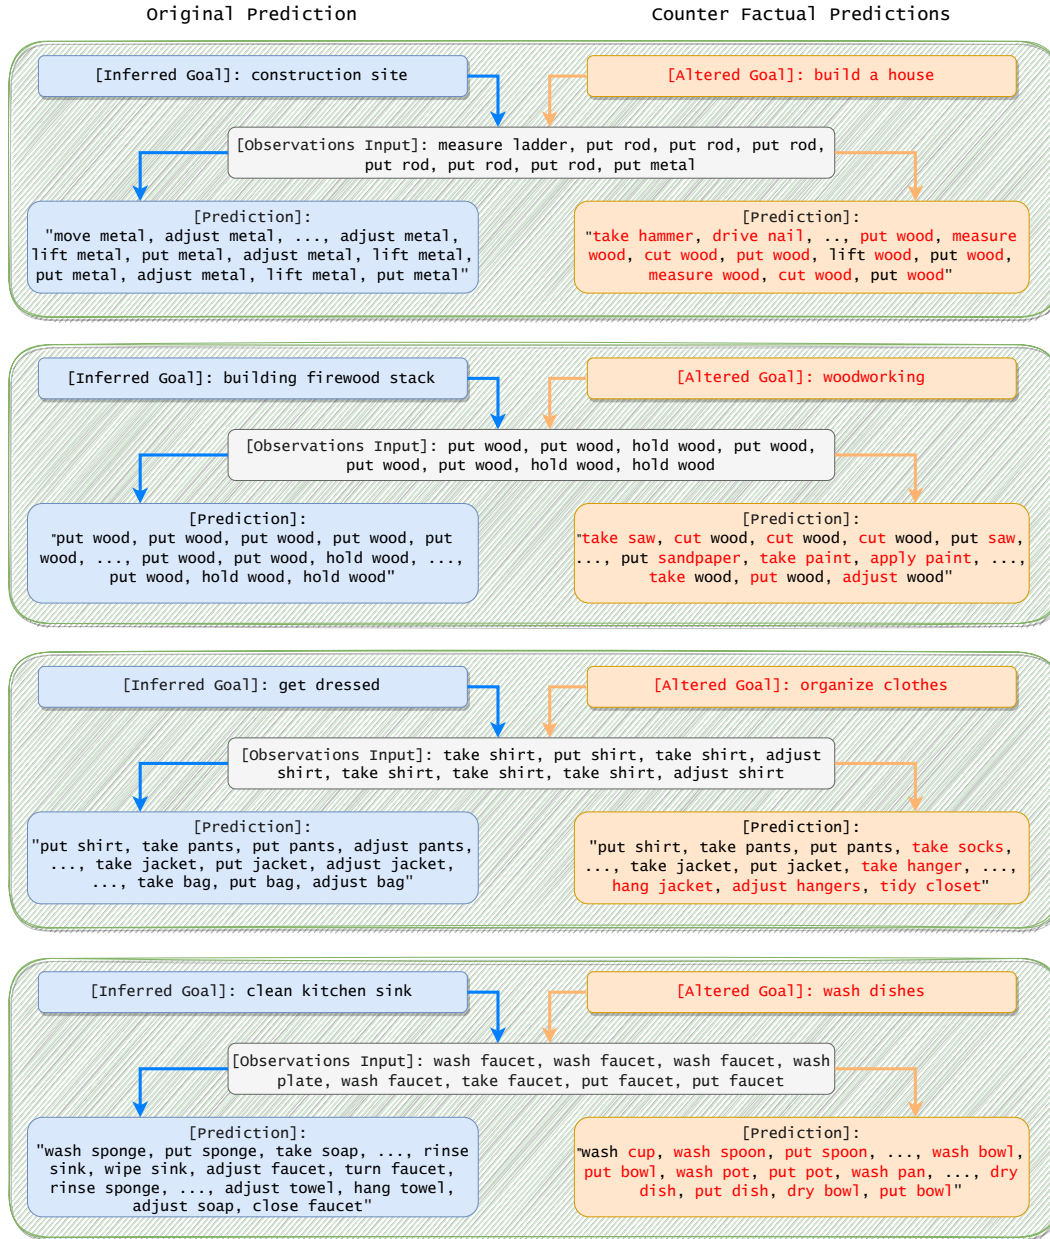 Original Prediction
Counter Factual Predictions
[Inferred Goal]: construction site
[Altered Goal]: build a house
[Observations Input]: measure ladder, put rod, put rod, put rod,
put rod, put rod, put rod, put metal
[Prediction]:
"move metal, adjust metal, ..., adjust metal,
lift metal, put metal, adjust metal, lift metal,
put metal, adjust metal, lift metal, put metal"
[Prediction]:
"take hammer, drive nail, .., put wood, measure
wood, cut wood, put wood, lift wood, put wood,
measure wood, cut wood, put wood"
[Inferred Goal]: building firewood stack
[Altered Goal]: woodworking
[Observations Input]: put wood, put wood, hold wood, put wood,
put wood, put wood, hold wood, hold wood
[Prediction]:
"put wood, put wood, put wood, put wood, put
wood, ..., put wood, put wood, hold wood, ...,
put wood, hold wood, hold wood"
[Prediction]:
"take saw, cut wood, cut wood, cut wood, put saw,
..., put sandpaper, take paint, apply paint, ...,
take wood, put wood, adjust wood"
[Inferred Goal]: get dressed
[Altered Goal]: organize clothes
[Observations Input]: take shirt, put shirt, take shirt, adjust
shirt, take shirt, take shirt, take shirt, adjust shirt
[Prediction]:
"put shirt, take pants, put pants, adjust pants,
..., take jacket, put jacket, adjust jacket,
..., take bag, put bag, adjust bag"
[Prediction]:
"put shirt, take pants, put pants, take socks,
..., take jacket, put jacket, take hanger, ...,
hang jacket, adjust hangers, tidy closet"
[Inferred Goal]: clean kitchen sink
[Altered Goal]: wash dishes
[Observations Input]: wash faucet, wash faucet, wash faucet, wash
plate, wash faucet, take faucet, put faucet, put faucet
[Prediction]:
"wash sponge, put sponge, take soap, ..., rinse
sink, wipe sink, adjust faucet, turn faucet,
rinse sponge, ..., adjust towel, hang towel,
adjust soap, close faucet"
[Prediction]:
"wash cup, wash spoon, put spoon, ..., wash bowl,
put bowl, wash pot, put pot, wash pan, ..., dry
dish, put dish, dry bowl, put bowl"